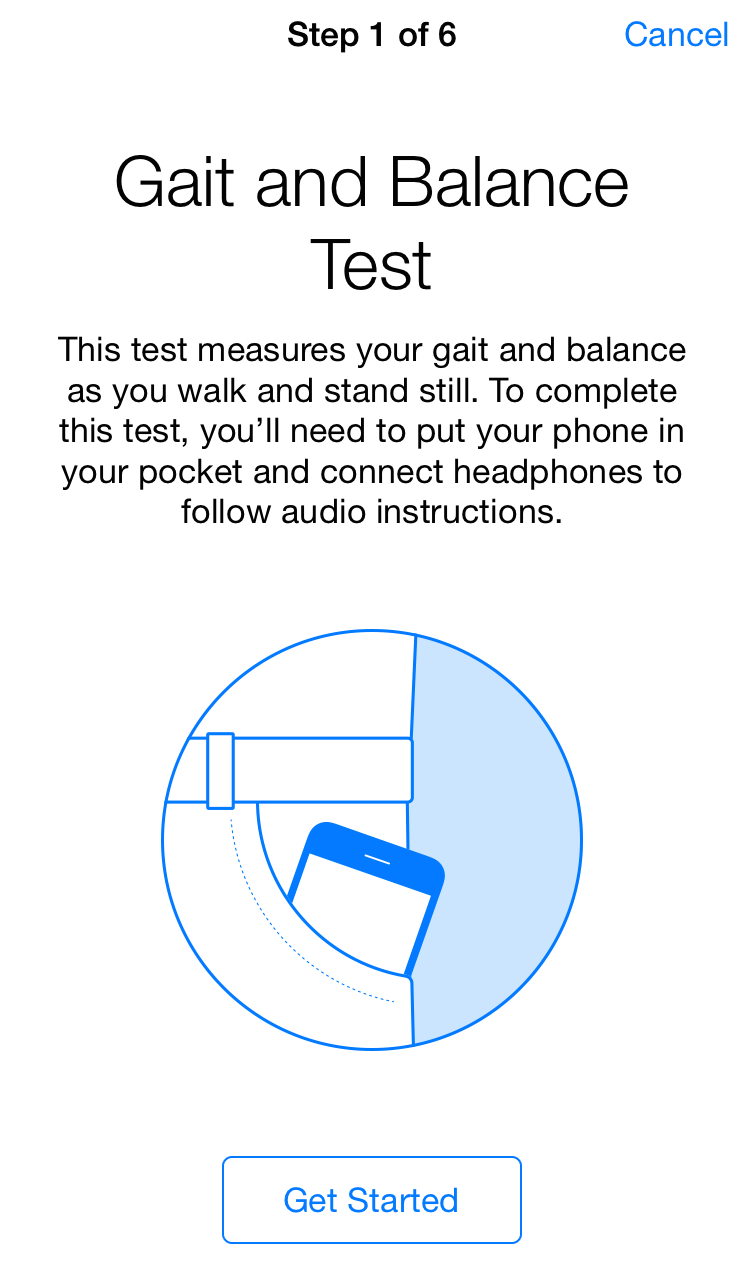 Step 1 of 6
Cancel
Gait and Balance
Test
This test measures your gait and balance
as you walk and stand still. To complete
this test, you’ll need to put your phone in
your pocket and connect headphones to
follow audio instructions.
Get Started